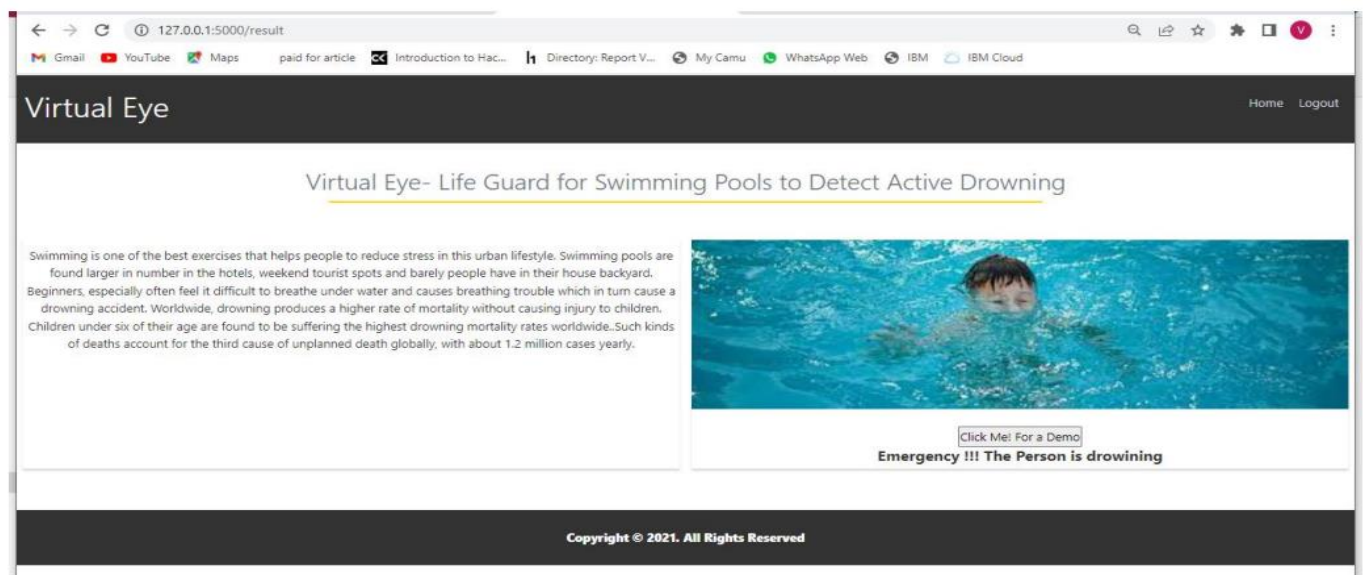 127.0.0.1:5000/result
V
Gmail YouTube Maps paid for article Introduction to Hac... Directory: Report V... My Camu WhatsApp Web IBM IBM Cloud
Virtual Eye
Home Logout
Virtual Eye- Life Guard for Swimming Pools to Detect Active Drowning
Swimming is one of the best exercises that helps people to reduce stress in this urban lifestyle. Swimming pools are
found larger in number in the hotels, weekend tourist spots and barely people have in their house backyard.
Beginners, especially often feel it difficult to breathe under water and causes breathing trouble which in turn cause a
drowning accident. Worldwide, drowning produces a higher rate of mortality without causing injury to children.
Children under six of their age are found to be suffering the highest drowning mortality rates worldwide..Such kinds
of deaths account for the third cause of unplanned death globally, with about 1.2 million cases yearly.
Click Me! For a Demo
Emergency !!! The Person is drowining
Copyright © 2021. All Rights Reserved